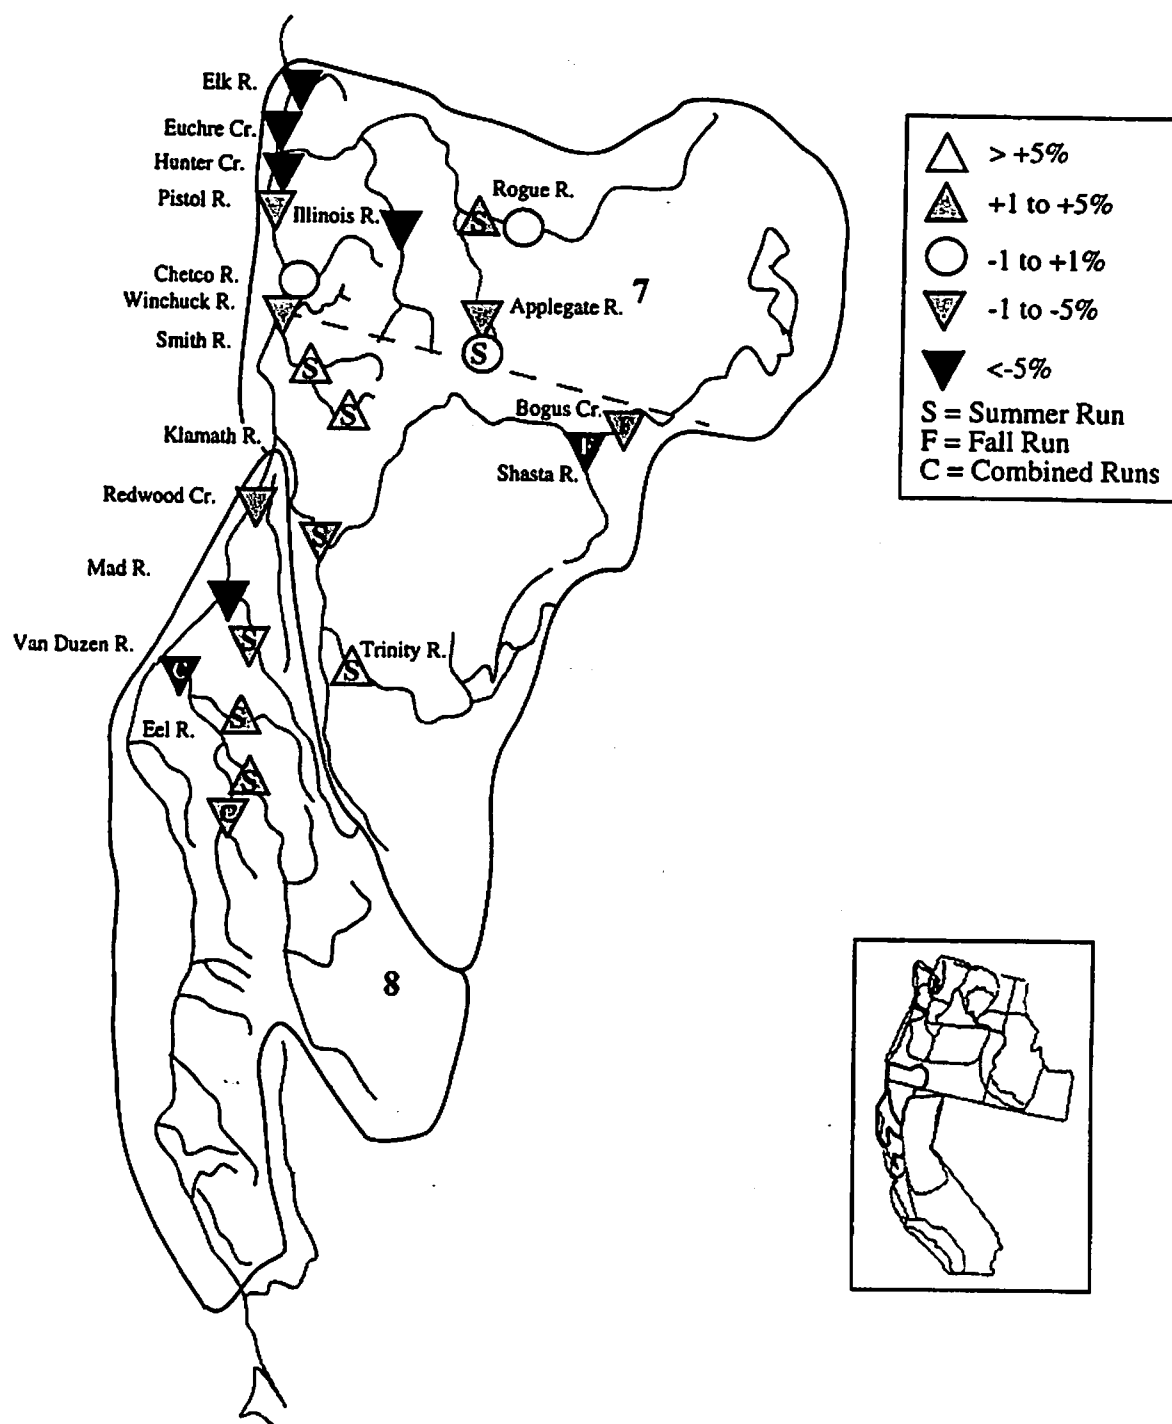 Elk R.
Euchre Cr.
Hunter Cr.
Pistol R.
Illinois R.
Rogue R.
S
Chetco R.
Winchuck R.
Applegate R.
7
Smith R.
S
S
S
Bogus Cr.
F
Klamath R.
F
Shasta R.
Redwood Cr.
S
Mad R.
Van Duzen R.
S
Trinity R.
S
C
Eel R.
S
S
C
8
> +5%
+1 to +5%
-1 to +1%
-1 to -5%
<-5%
S = Summer Run
F = Fall Run
C = Combined Runs